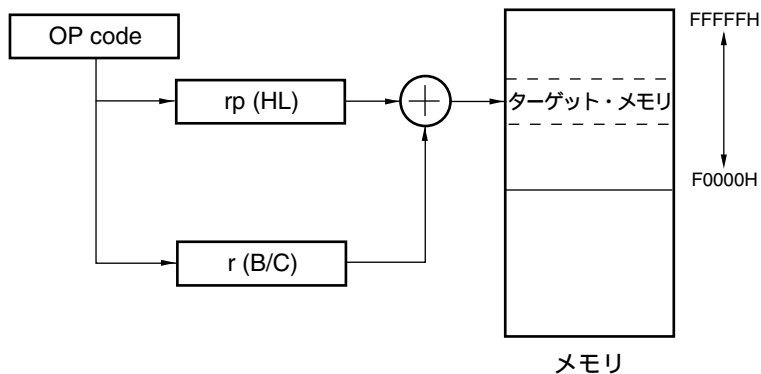 OP code
rp (HL)
r (B/C)
ターゲット・メモリ
FFFFFH
F0000H
メモリ